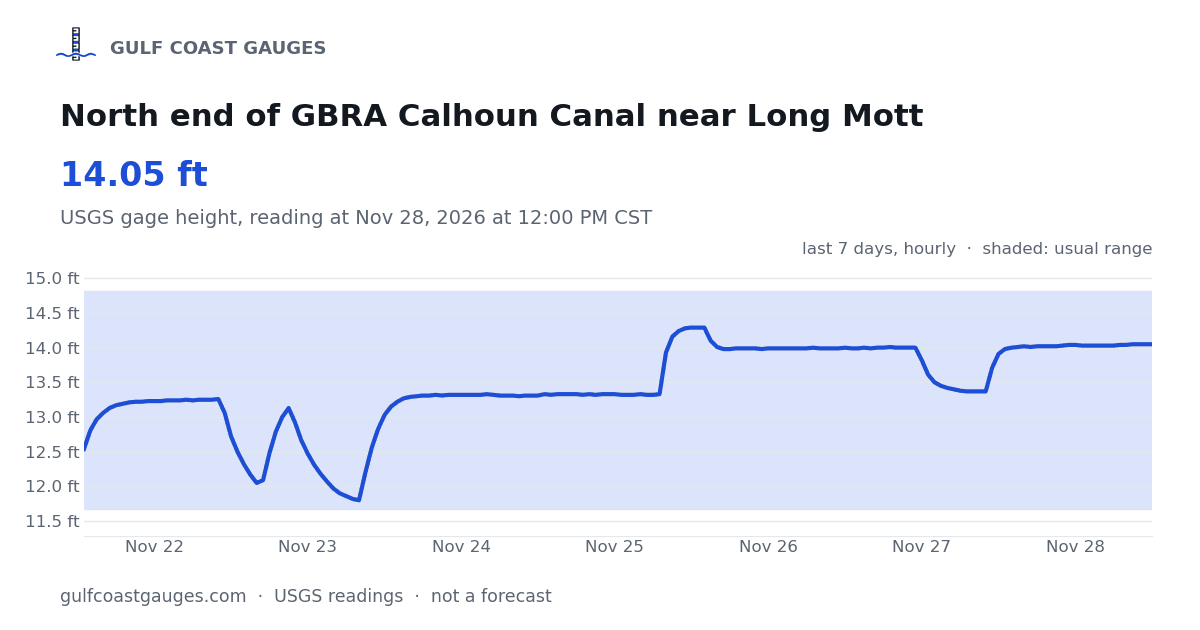 GULF COAST GAUGES
North end of GBRA Calhoun Canal near Long Mott
14.05 ft
USGS gage height, reading at Nov 28, 2026 at 12:00 PM CST
last 7 days, hourly · shaded: usual range
15.0 ft
14.5 ft
14.0 ft
13.5 ft
13.0 ft
12.5 ft
12.0 ft
11.5 ft
Nov 22 Nov 23 Nov 24 Nov 25 Nov 26 Nov 27 Nov 28
gulfcoastgauges.com · USGS readings · not a forecast